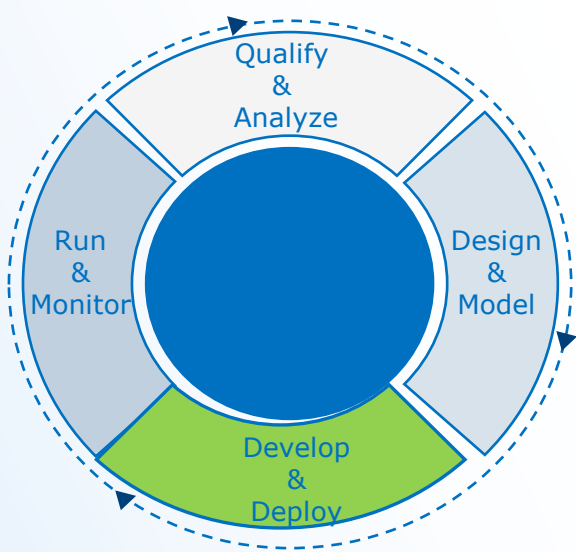 Qualify
&
Analyze
Design
&
Model
Develop
&
Deploy
Run
&
Monitor